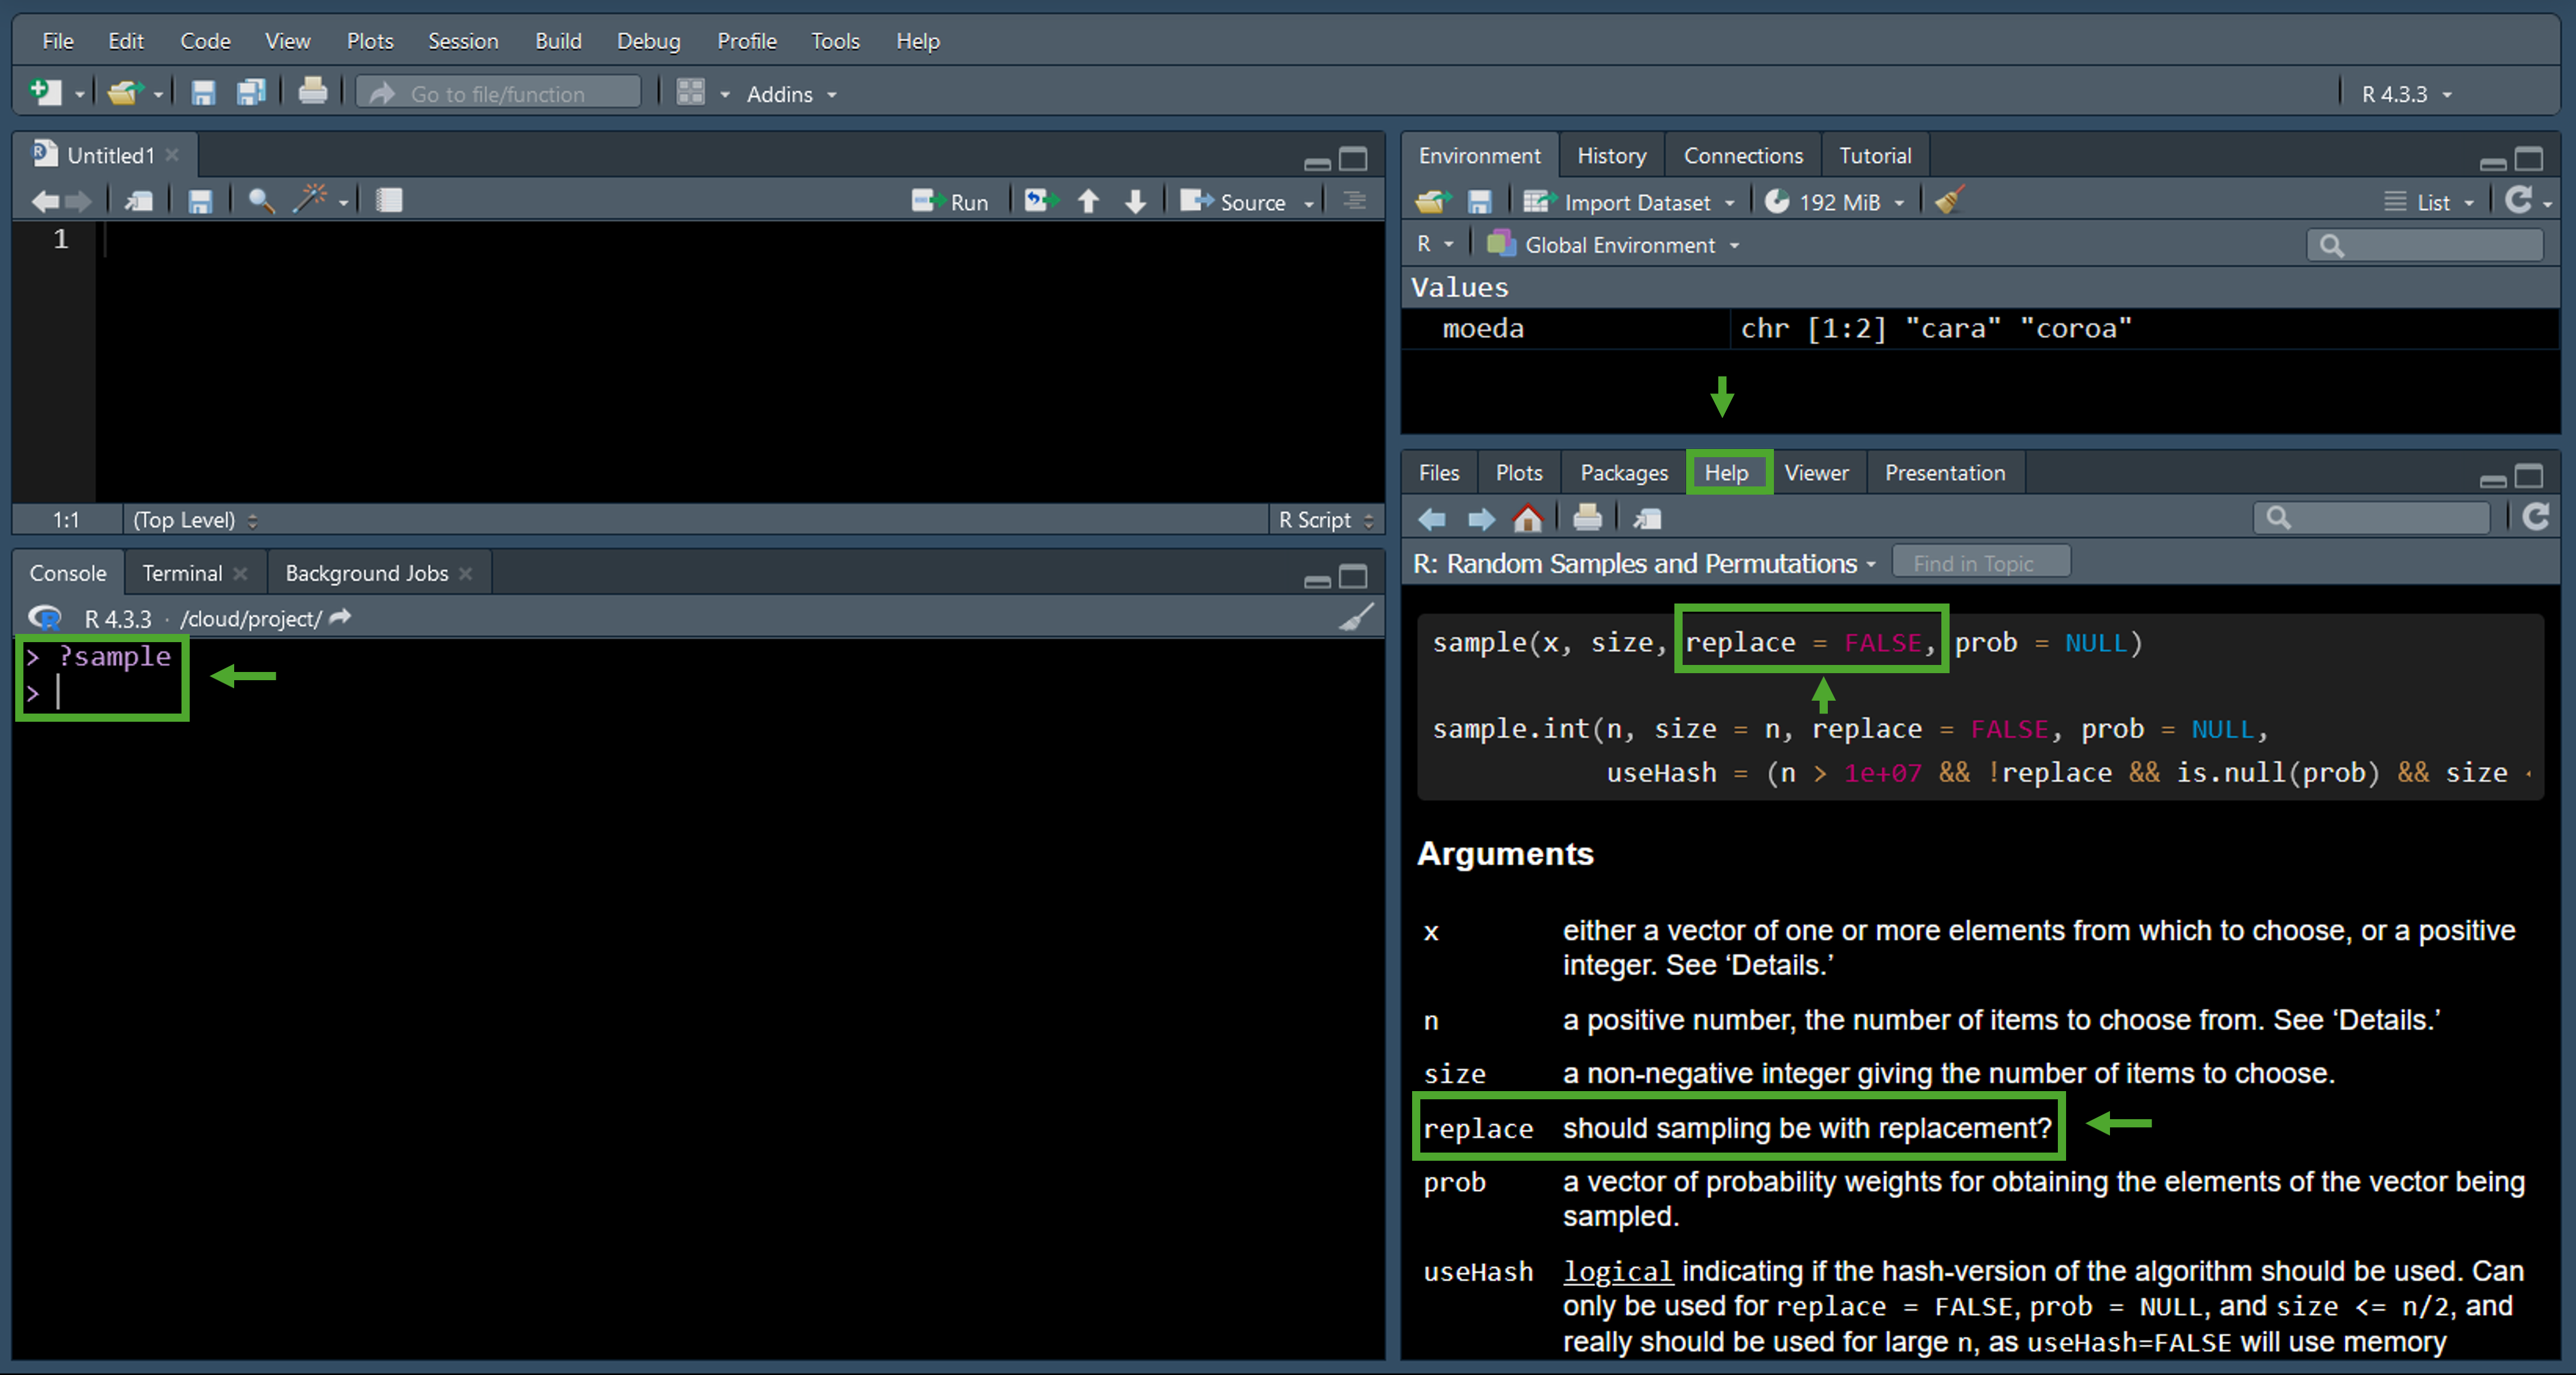 File Edit Code View Plots Session Build Debug Profile Tools Help
Go to file/function Addins R 4.3.3
Untitled1
Run Source
1
1:1 (Top Level) R Script
Console Terminal Background Jobs
R 4.3.3 · /cloud/project/
> ?sample
>
Environment History Connections Tutorial
Import Dataset 192 MiB List
R Global Environment
Values
moeda chr [1:2] "cara" "coroa"
Files Plots Packages Help Viewer Presentation
R: Random Samples and Permutations Find in Topic
sample(x, size, replace = FALSE, prob = NULL)
sample.int(n, size = n, replace = FALSE, prob = NULL,
useHash = (n > 1e+07 && !replace && is.null(prob) && size
Arguments
x either a vector of one or more elements from which to choose, or a positive
integer. See ‘Details.’
n a positive number, the number of items to choose from. See ‘Details.’
size a non-negative integer giving the number of items to choose.
replace should sampling be with replacement?
prob a vector of probability weights for obtaining the elements of the vector being
sampled.
useHash logical indicating if the hash-version of the algorithm should be used. Can
only be used for replace = FALSE, prob = NULL, and size <= n/2, and
really should be used for large n, as useHash=FALSE will use memory